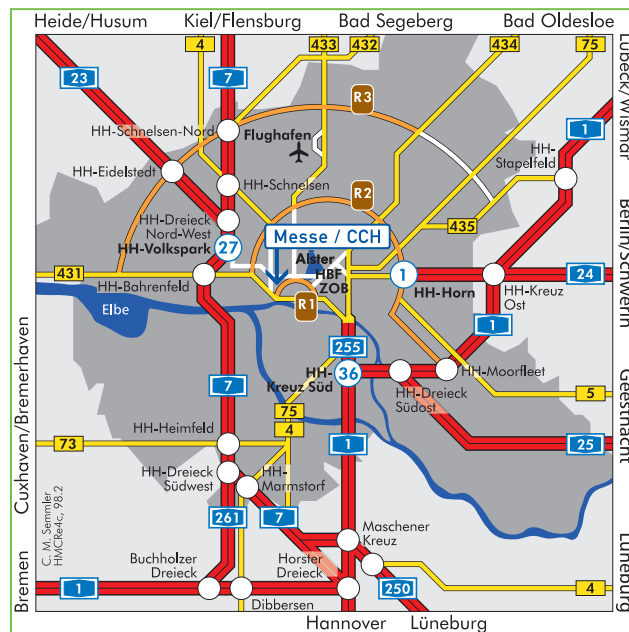 Heide/Husum
Kiel/Flensburg
Bad Segeberg
Bad Oldesloe
4
433
432
434
75
23
7
R3
Lübeck/Wismar
1
HH-Schnelsen-Nord
Flughafen
HH-
Stapelfeld
HH-Eidelstedt
HH-Schnelsen
R2
HH-Dreieck
Nord-West
HH-Volkspark
27
Messe / CCH
435
Alster
HBF
ZOB
431
HH-Bahrenfeld
1
HH-Horn
24
Berlin/Schwerin
HH-Kreuz
Ost
Elbe
R1
1
255
HH-
Kreuz Süd
36
HH-Moorfleet
HH-Dreieck
Südost
7
5
Cuxhaven/Bremerhaven
75
4
Geesthacht
73
HH-Heimfeld
1
25
HH-Dreieck
Südwest
HH-
Marmstorf
C. M. Semmler
HMCRe4c, 98.2
261
7
Maschener
Kreuz
Buchholzer
Dreieck
Horster
Dreieck
Bremen
1
Dibbersen
250
4
Lüneburg
Hannover
Lüneburg